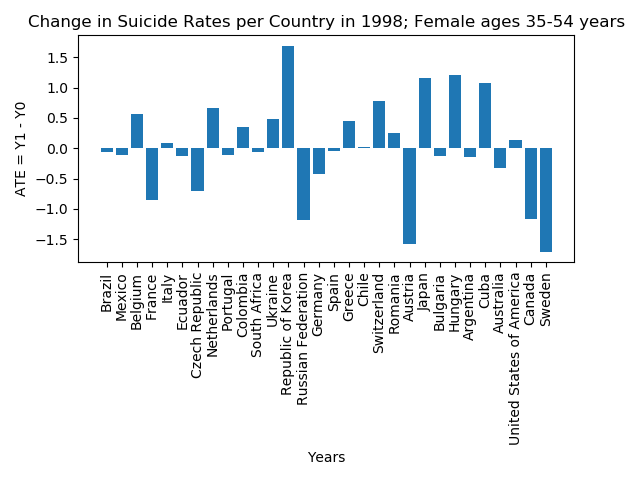 Change in Suicide Rates per Country in 1998; Female ages 35-54 years
ATE = Y1 - Y0
1.5
1.0
0.5
0.0
−0.5
−1.0
−1.5
Brazil
Mexico
Belgium
France
Italy
Ecuador
Czech Republic
Netherlands
Portugal
Colombia
South Africa
Ukraine
Republic of Korea
Russian Federation
Germany
Spain
Greece
Chile
Switzerland
Romania
Austria
Japan
Bulgaria
Hungary
Argentina
Cuba
Australia
United States of America
Canada
Sweden
Years